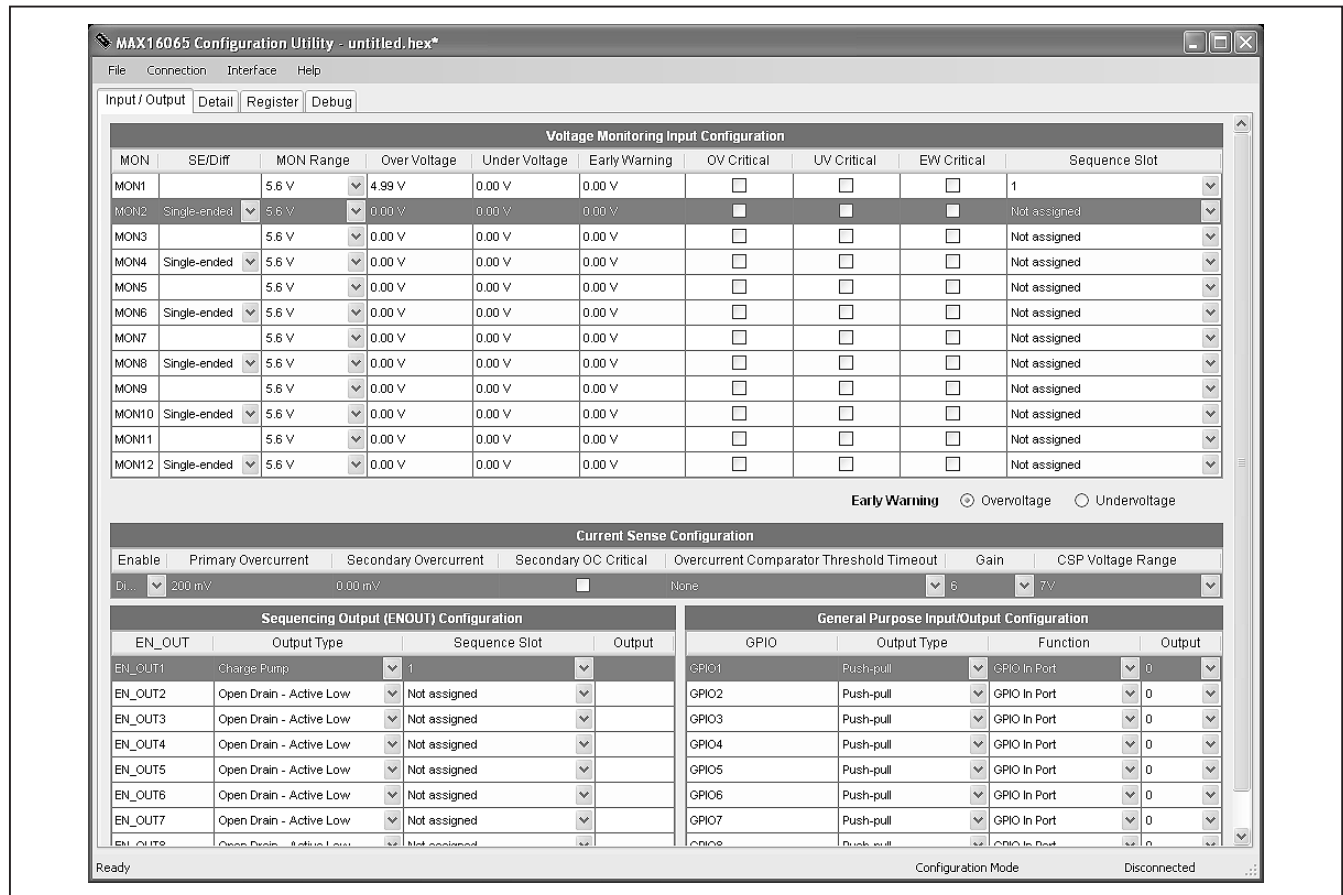 MAX16065 Configuration Utility - untitled.hex*
File Connection Interface Help
Input / Output Detail Register Debug
Voltage Monitoring Input Configuration
MON SE/Diff MON Range Over Voltage Under Voltage Early Warning OV Critical UV Critical EW Critical Sequence Slot
MON1 5.6 V 4.99 V 0.00 V 0.00 V 1
MON2 Single-ended 5.6 V 0.00 V 0.00 V 0.00 V Not assigned
MON3 5.6 V 0.00 V 0.00 V 0.00 V Not assigned
MON4 Single-ended 5.6 V 0.00 V 0.00 V 0.00 V Not assigned
MON5 5.6 V 0.00 V 0.00 V 0.00 V Not assigned
MON6 Single-ended 5.6 V 0.00 V 0.00 V 0.00 V Not assigned
MON7 5.6 V 0.00 V 0.00 V 0.00 V Not assigned
MON8 Single-ended 5.6 V 0.00 V 0.00 V 0.00 V Not assigned
MON9 5.6 V 0.00 V 0.00 V 0.00 V Not assigned
MON10 Single-ended 5.6 V 0.00 V 0.00 V 0.00 V Not assigned
MON11 5.6 V 0.00 V 0.00 V 0.00 V Not assigned
MON12 Single-ended 5.6 V 0.00 V 0.00 V 0.00 V Not assigned
Early Warning Overvoltage Undervoltage
Current Sense Configuration
Enable Primary Overcurrent Secondary Overcurrent Secondary OC Critical Overcurrent Comparator Threshold Timeout Gain CSP Voltage Range
Di... 200 mV 0.00 mV None 6 7V
Sequencing Output (ENOUT) Configuration
EN_OUT Output Type Sequence Slot Output
EN_OUT1 Charge Pump 1
EN_OUT2 Open Drain - Active Low Not assigned
EN_OUT3 Open Drain - Active Low Not assigned
EN_OUT4 Open Drain - Active Low Not assigned
EN_OUT5 Open Drain - Active Low Not assigned
EN_OUT6 Open Drain - Active Low Not assigned
EN_OUT7 Open Drain - Active Low Not assigned
General Purpose Input/Output Configuration
GPIO Output Type Function Output
GPIO1 Push-pull GPIO In Port 0
GPIO2 Push-pull GPIO In Port 0
GPIO3 Push-pull GPIO In Port 0
GPIO4 Push-pull GPIO In Port 0
GPIO5 Push-pull GPIO In Port 0
GPIO6 Push-pull GPIO In Port 0
GPIO7 Push-pull GPIO In Port 0
Ready Configuration Mode Disconnected